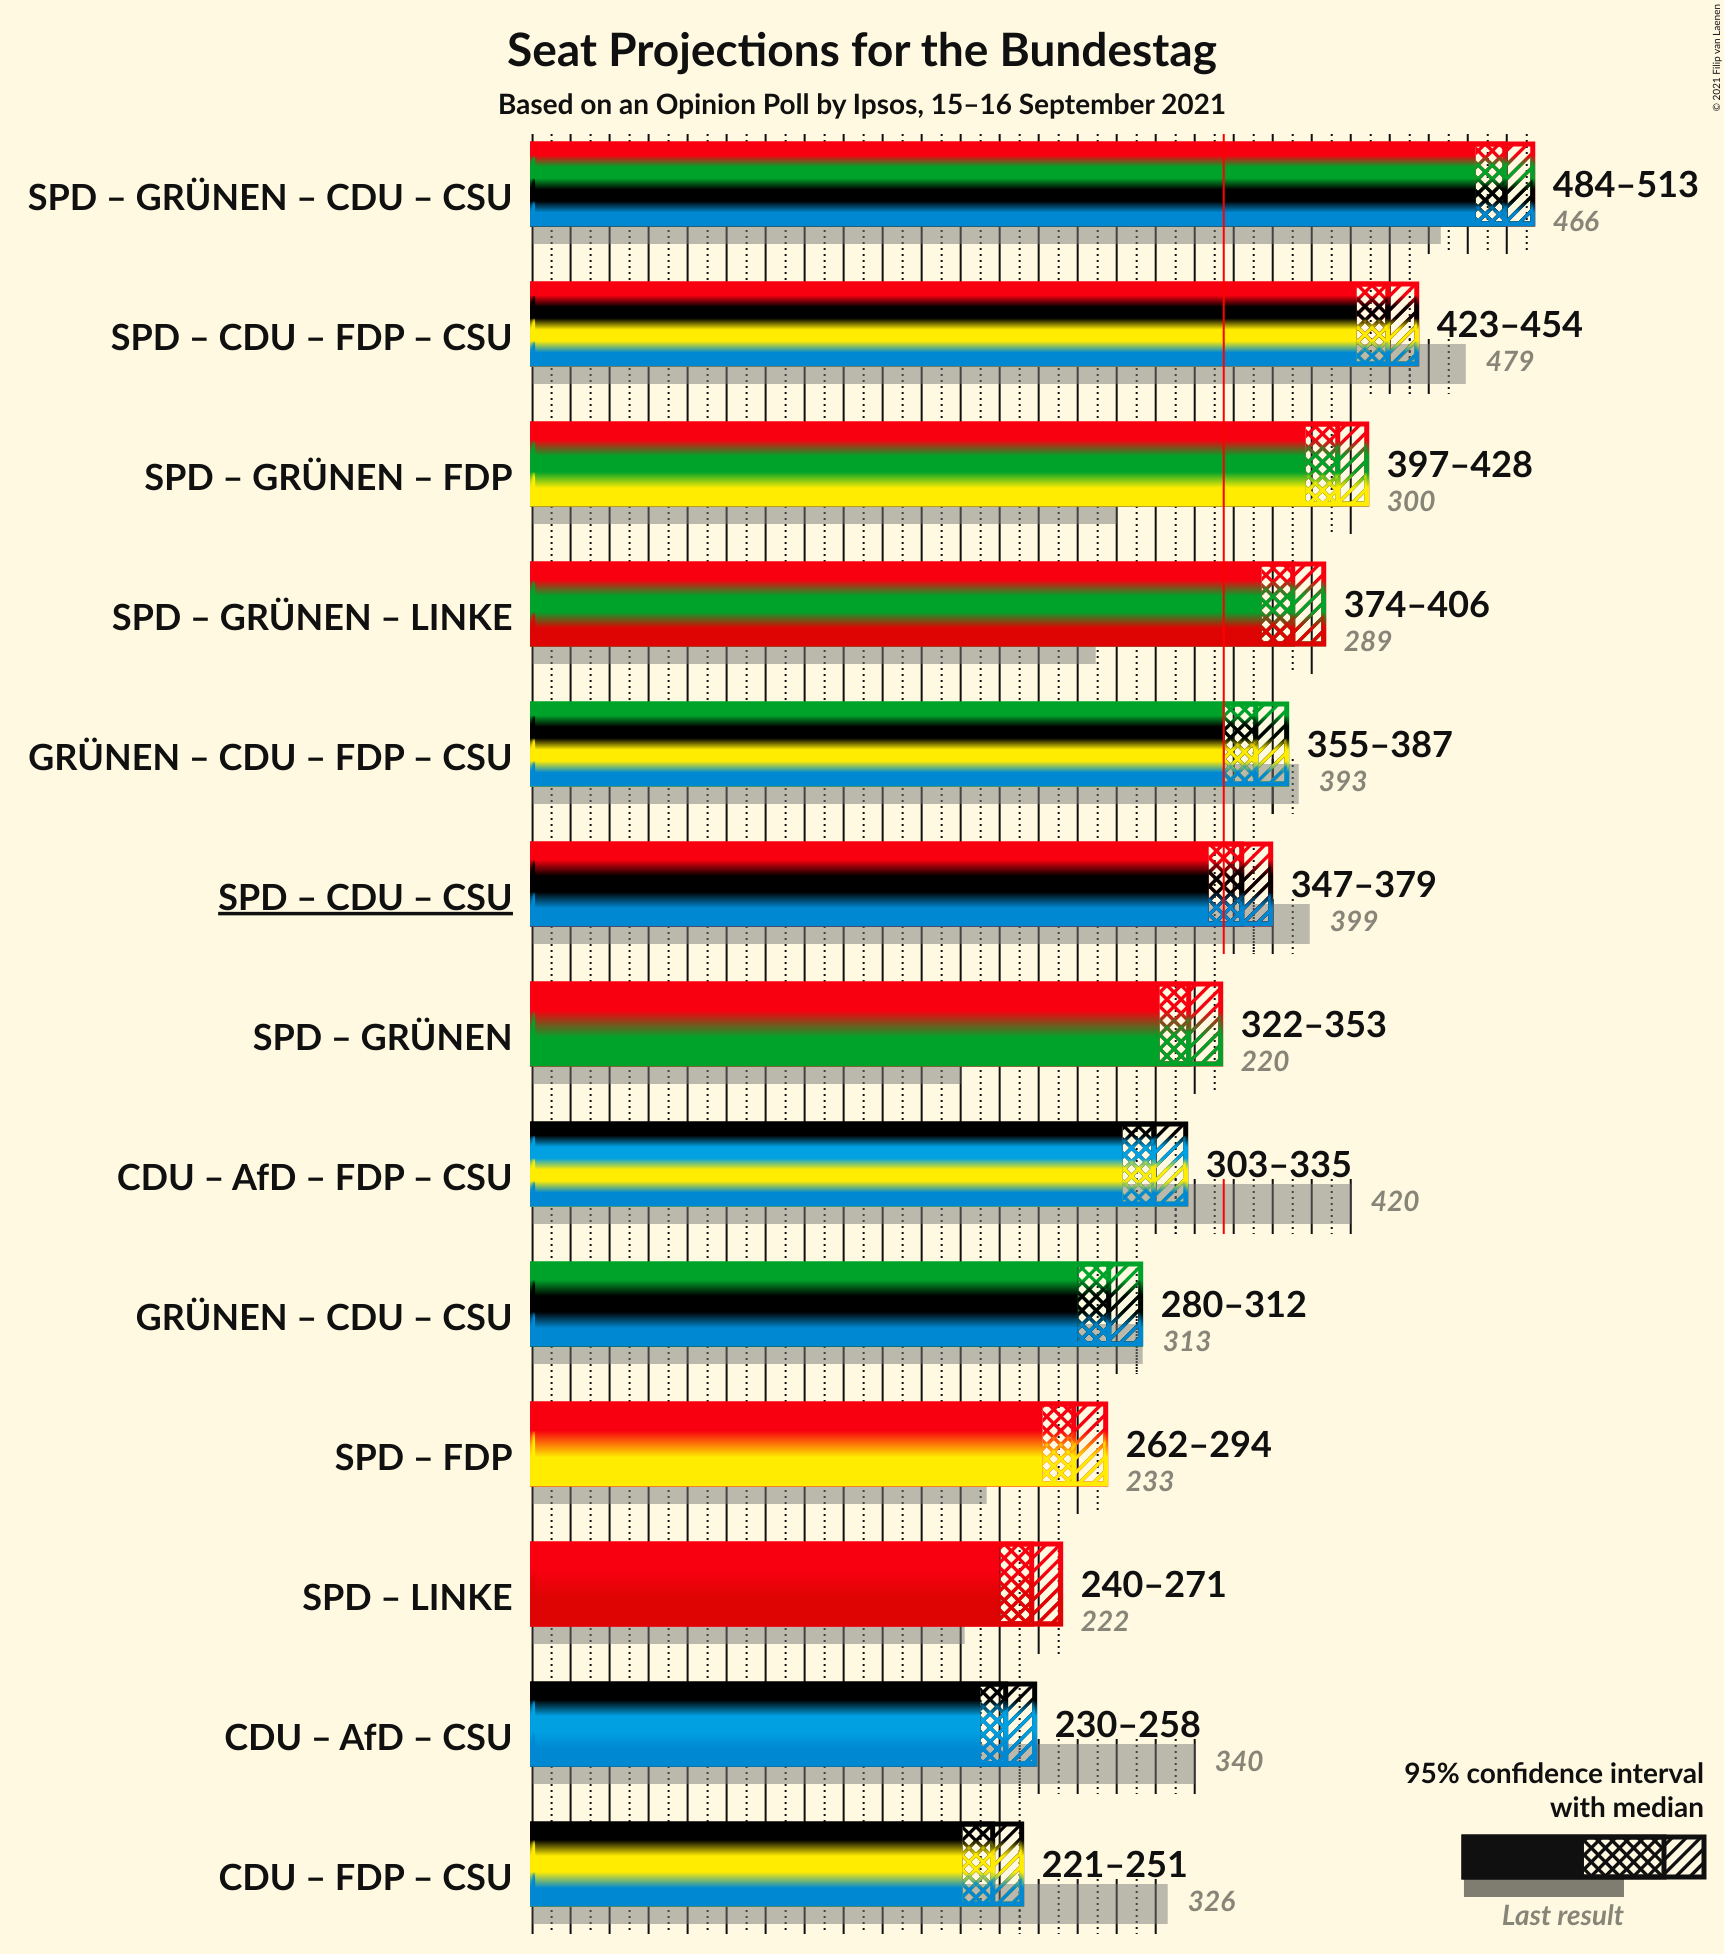 Seat Projections for the Bundestag
Based on an Opinion Poll by Ipsos, 15–16 September 2021
© 2021 Filip van Laenen
SPD – GRÜNEN – CDU – CSU
484–513
466
SPD – CDU – FDP – CSU
423–454
479
SPD – GRÜNEN – FDP
397–428
300
SPD – GRÜNEN – LINKE
374–406
289
GRÜNEN – CDU – FDP – CSU
355–387
393
SPD – CDU – CSU
347–379
399
SPD – GRÜNEN
322–353
220
CDU – AfD – FDP – CSU
303–335
420
GRÜNEN – CDU – CSU
280–312
313
SPD – FDP
262–294
233
SPD – LINKE
240–271
222
CDU – AfD – CSU
230–258
340
CDU – FDP – CSU
221–251
326
95% confidence interval
with median
Last result